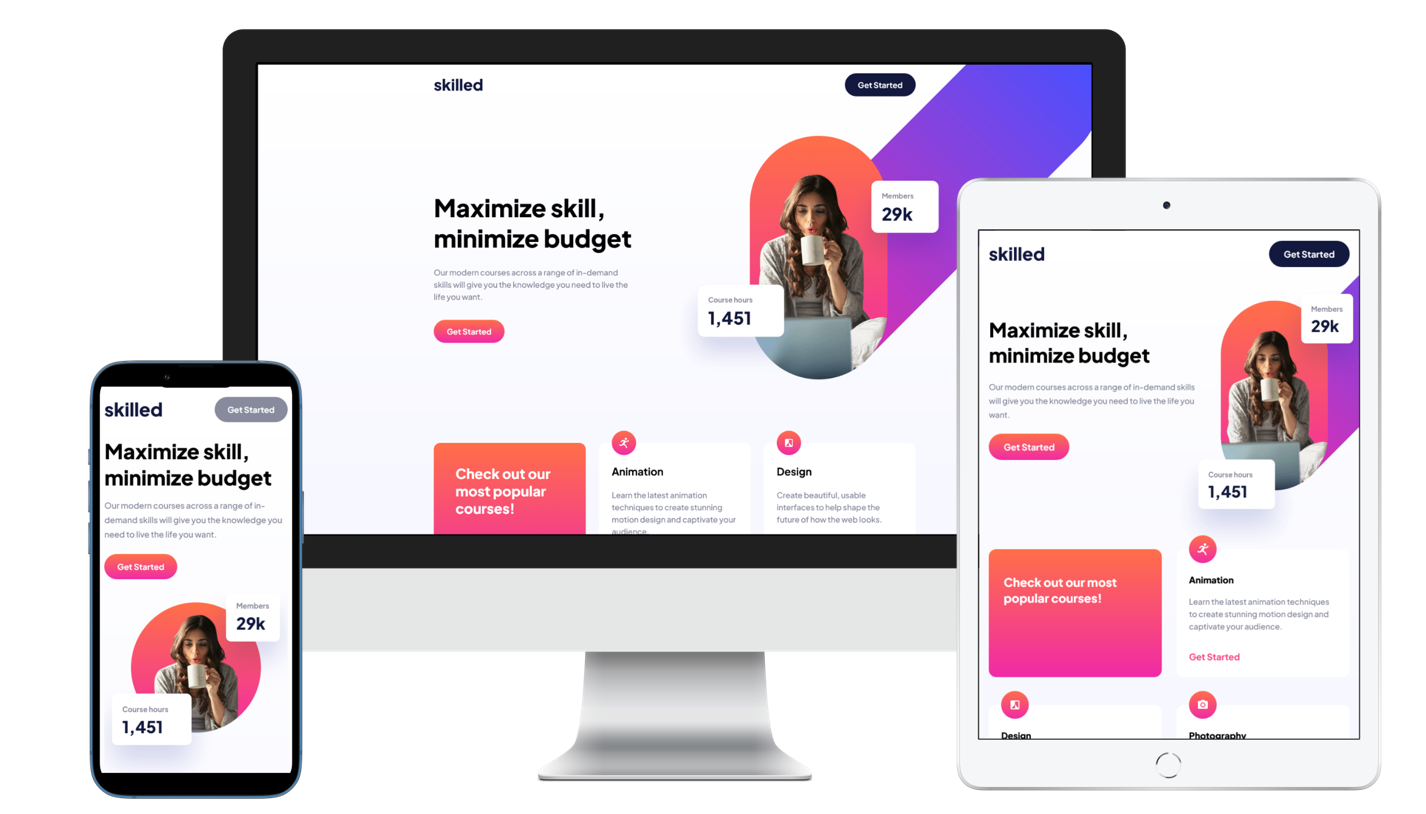 skilled
Get Started
Maximize skill,
minimize budget
Our modern courses across a range of in-demand
skills will give you the knowledge you need to live the
life you want.
Get Started
Members
29k
Course hours
1,451
Check out our
most popular
courses!
Animation
Learn the latest animation
techniques to create stunning
motion design and captivate your
audience.
Design
Create beautiful, usable
interfaces to help shape the
future of how the web looks.
skilled
Get Started
Maximize skill,
minimize budget
Our modern courses across a range of in-demand skills
will give you the knowledge you need to live the life you
want.
Get Started
Members
29k
Course hours
1,451
Check out our most
popular courses!
Animation
Learn the latest animation techniques
to create stunning motion design and
captivate your audience.
Get Started
Design
Photography
skilled
Get Started
Maximize skill,
minimize budget
Our modern courses across a range of in-
demand skills will give you the knowledge you
need to live the life you want.
Get Started
Members
29k
Course hours
1,451